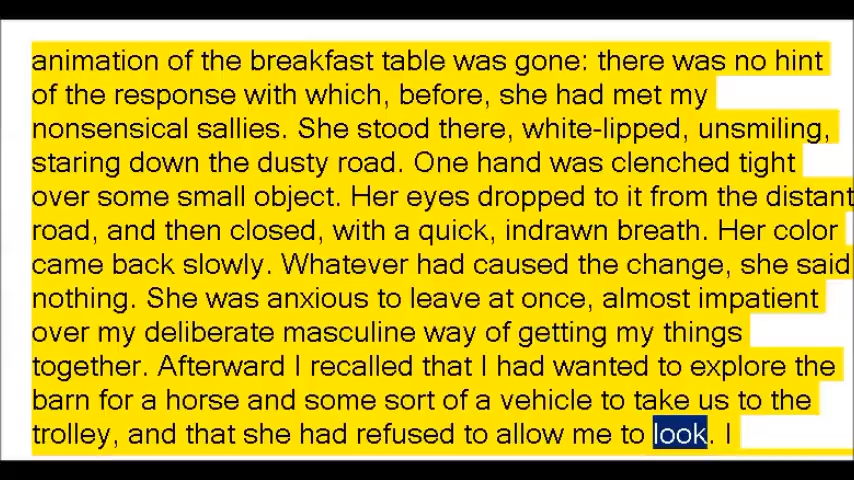 animation of the breakfast table was gone: there was no hint
of the response with which, before, she had met my
nonsensical sallies. She stood there, white-lipped, unsmiling,
staring down the dusty road. One hand was clenched tight
over some small object. Her eyes dropped to it from the distant
road, and then closed, with a quick, indrawn breath. Her color
came back slowly. Whatever had caused the change, she said
nothing. She was anxious to leave at once, almost impatient
over my deliberate masculine way of getting my things
together. Afterward I recalled that I had wanted to explore the
barn for a horse and some sort of a vehicle to take us to the
trolley, and that she had refused to allow me to look. I